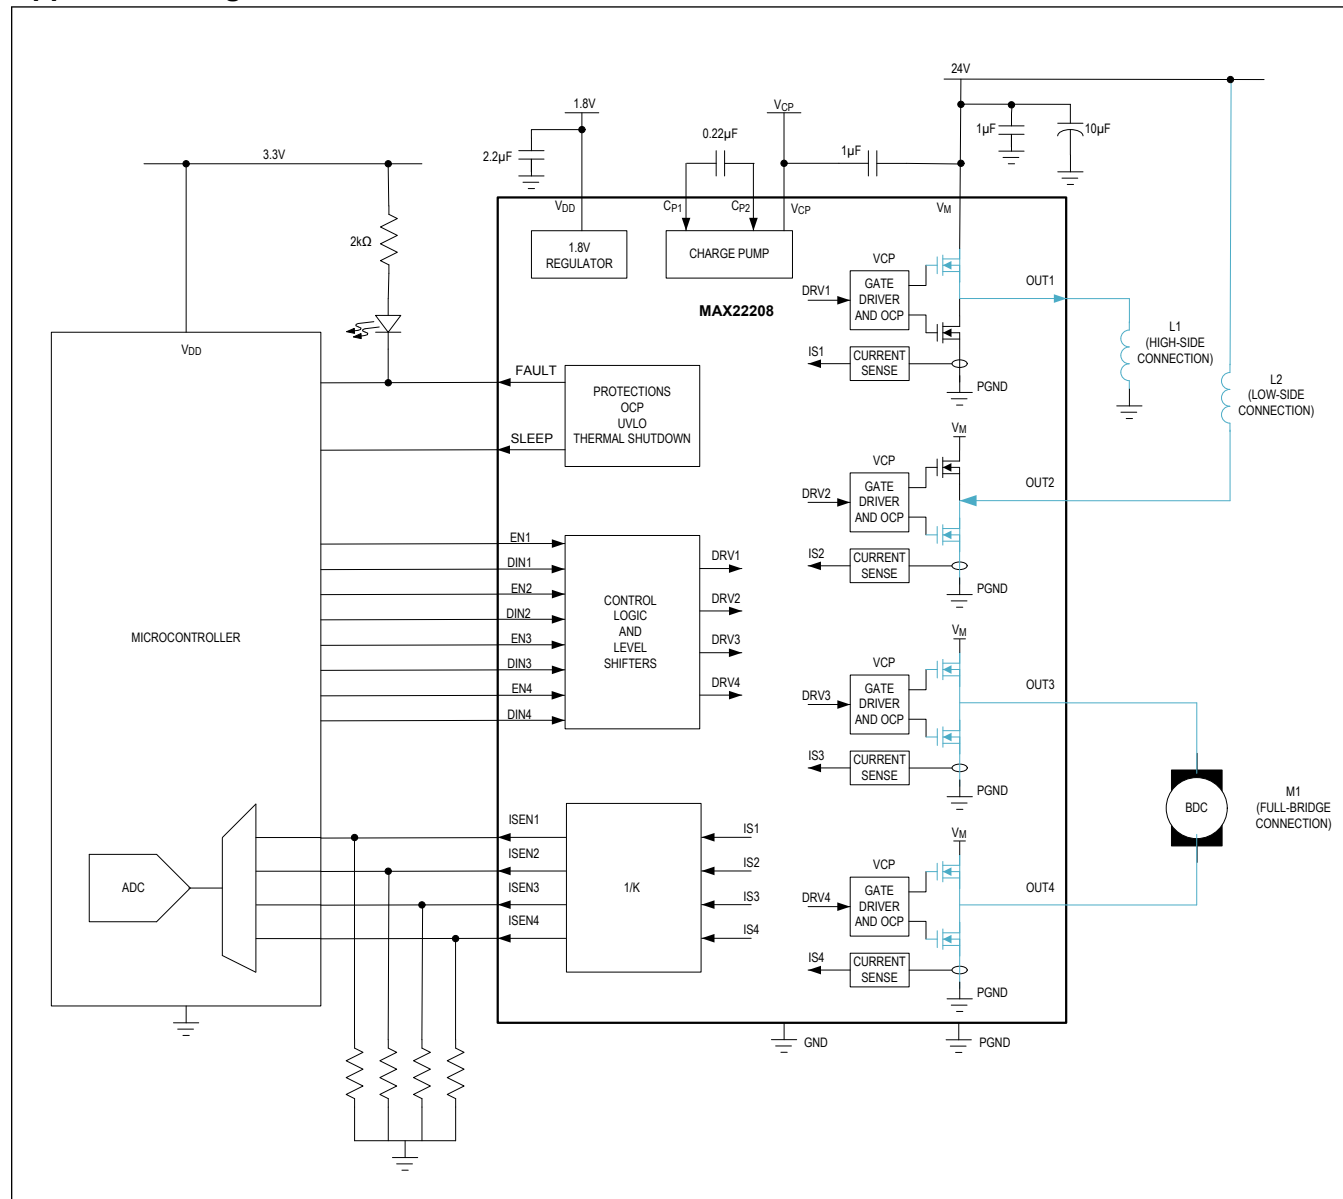 24V
1.8V
VCP
0.22µF
1µF
10µF
2.2µF
1µF
3.3V
VDD
CP1
CP2
VCP
VM
2kΩ
1.8V
REGULATOR
CHARGE PUMP
MAX22208
VCP
DRV1
GATE
DRIVER
AND OCP
OUT1
L1
(HIGH-SIDE
CONNECTION)
IS1
CURRENT
SENSE
PGND
L2
(LOW-SIDE
CONNECTION)
VDD
FAULT
SLEEP
PROTECTIONS
OCP
UVLO
THERMAL SHUTDOWN
VM
VCP
DRV2
GATE
DRIVER
AND OCP
OUT2
IS2
CURRENT
SENSE
PGND
MICROCONTROLLER
EN1
DIN1
EN2
DIN2
EN3
DIN3
EN4
DIN4
CONTROL
LOGIC
AND
LEVEL
SHIFTERS
DRV1
DRV2
DRV3
DRV4
VM
VCP
DRV3
GATE
DRIVER
AND OCP
OUT3
IS3
CURRENT
SENSE
PGND
BDC
M1
(FULL-BRIDGE
CONNECTION)
ADC
ISEN1
ISEN2
ISEN3
ISEN4
1/K
IS1
IS2
IS3
IS4
VM
VCP
DRV4
GATE
DRIVER
AND OCP
OUT4
IS4
CURRENT
SENSE
PGND
GND
PGND